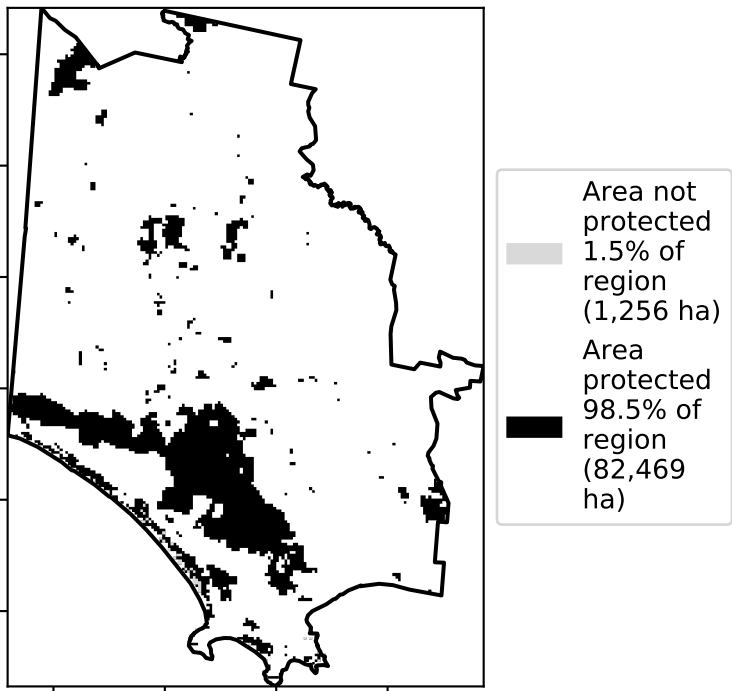 Area not
protected
1.5% of
region
(1,256 ha)
Area
protected
98.5% of
region
(82,469
ha)